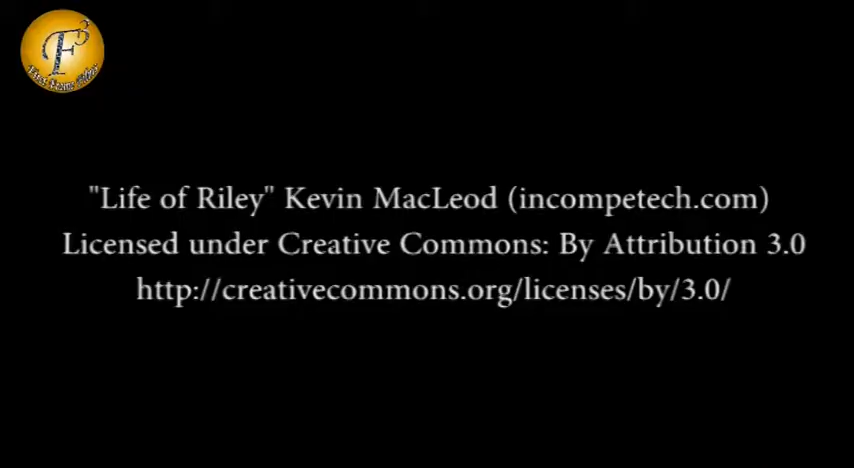 F3
"Life of Riley" Kevin MacLeod (incompetech.com)
Licensed under Creative Commons: By Attribution 3.0
http://creativecommons.org/licenses/by/3.0/